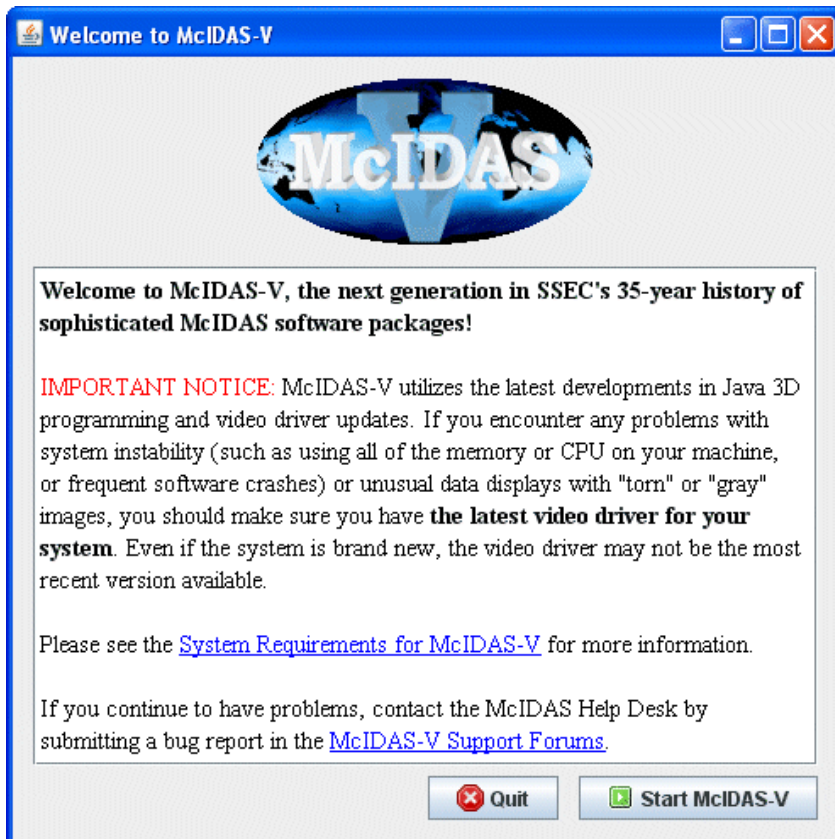 Welcome to McIDAS-V
V
McIDAS
Welcome to McIDAS-V, the next generation in SSEC's 35-year history of
sophisticated McIDAS software packages!
IMPORTANT NOTICE: McIDAS-V utilizes the latest developments in Java 3D
programming and video driver updates. If you encounter any problems with
system instability (such as using all of the memory or CPU on your machine,
or frequent software crashes) or unusual data displays with "torn" or "gray"
images, you should make sure you have the latest video driver for your
system. Even if the system is brand new, the video driver may not be the most
recent version available.
Please see the System Requirements for McIDAS-V for more information.
If you continue to have problems, contact the McIDAS Help Desk by
submitting a bug report in the McIDAS-V Support Forums.
Quit Start McIDAS-V